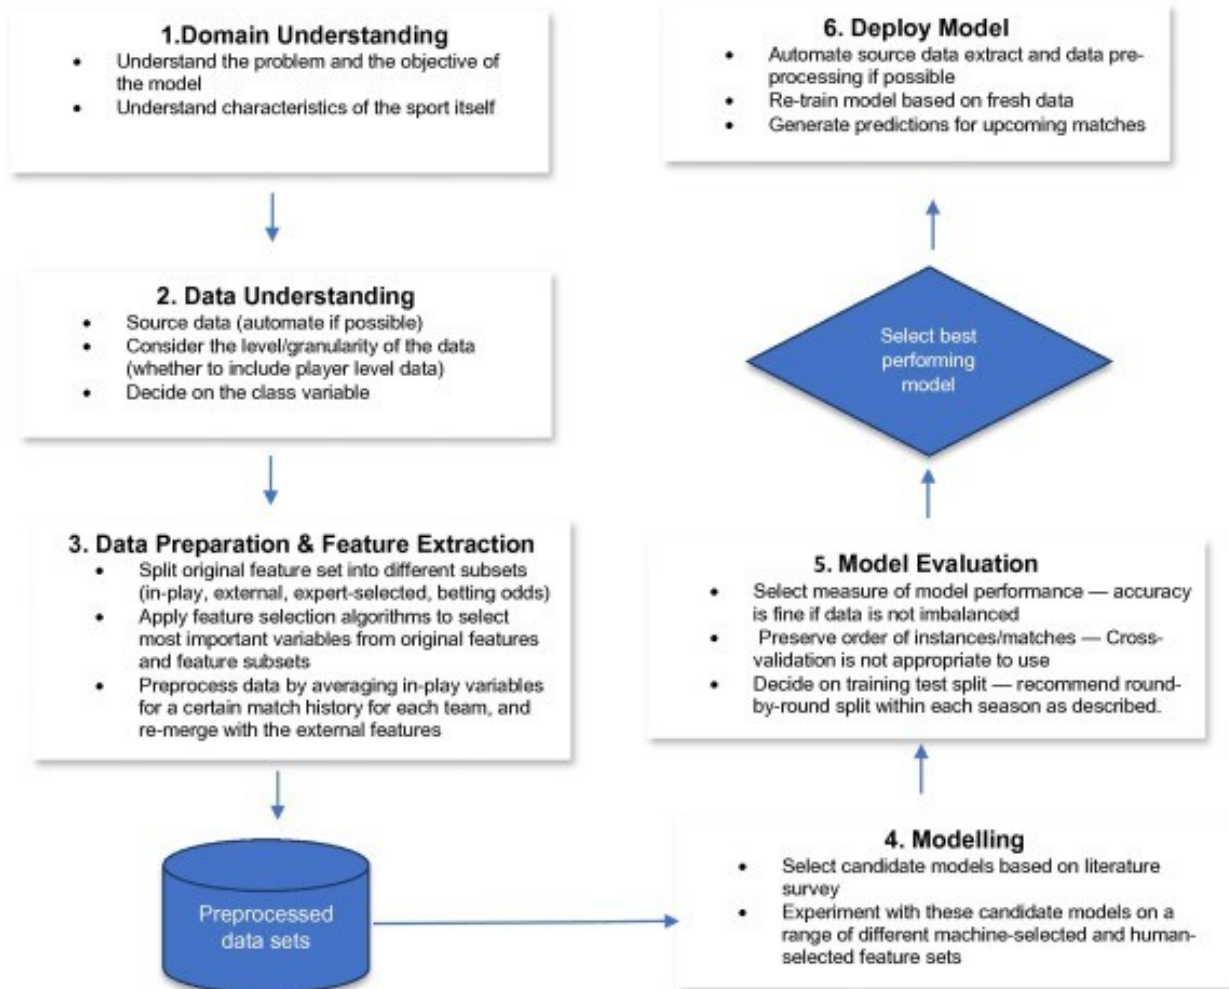 1.Domain Understanding
• Understand the problem and the objective of
the model
• Understand characteristics of the sport itself
2. Data Understanding
• Source data (automate if possible)
• Consider the level/granularity of the data
(whether to include player level data)
• Decide on the class variable
3. Data Preparation & Feature Extraction
• Split original feature set into different subsets
(in-play, external, expert-selected, betting odds)
• Apply feature selection algorithms to select
most important variables from original features
and feature subsets
• Preprocess data by averaging in-play variables
for a certain match history for each team, and
re-merge with the external features
Preprocessed
data sets
4. Modelling
• Select candidate models based on literature
survey
• Experiment with these candidate models on a
range of different machine-selected and human-
selected feature sets
5. Model Evaluation
• Select measure of model performance — accuracy
is fine if data is not imbalanced
• Preserve order of instances/matches — Cross-
validation is not appropriate to use
• Decide on training test split — recommend round-
by-round split within each season as described.
Select best
performing
model
6. Deploy Model
• Automate source data extract and data pre-
processing if possible
• Re-train model based on fresh data
• Generate predictions for upcoming matches